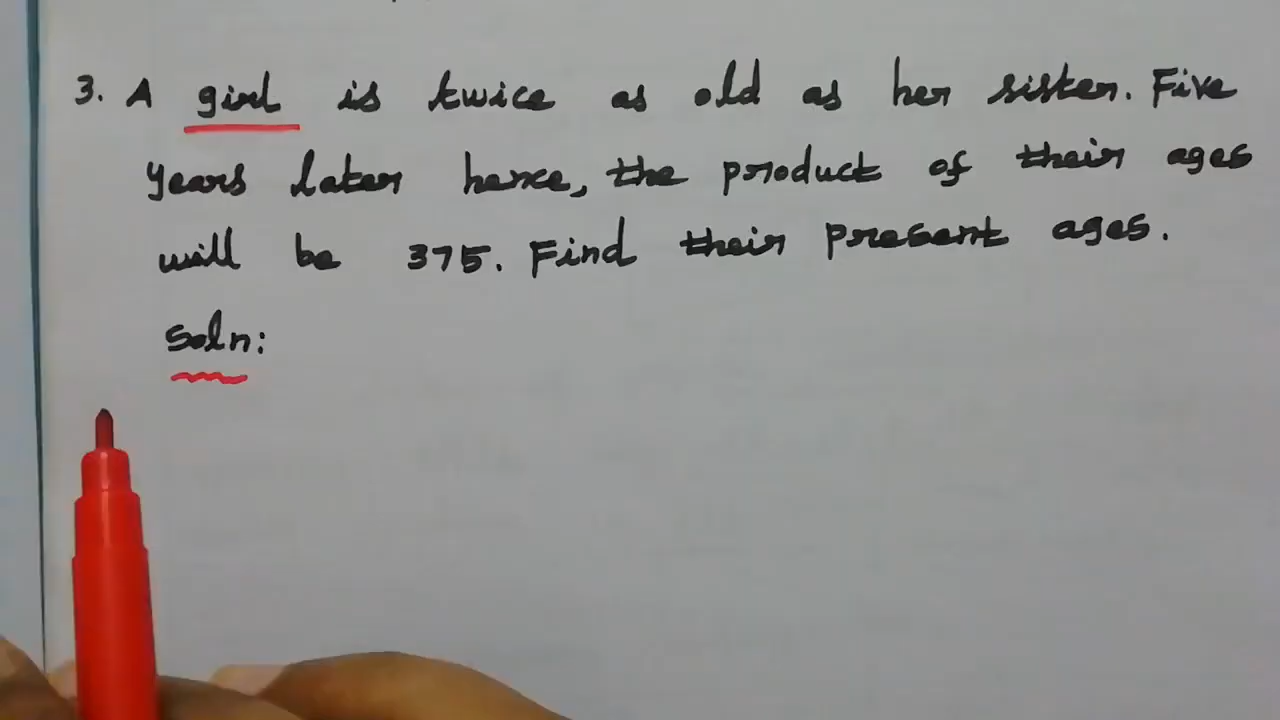 3. A girl is twice as old as her sister. Five
years later hence, the product of their ages
will be 375. Find their present ages.
Soln: